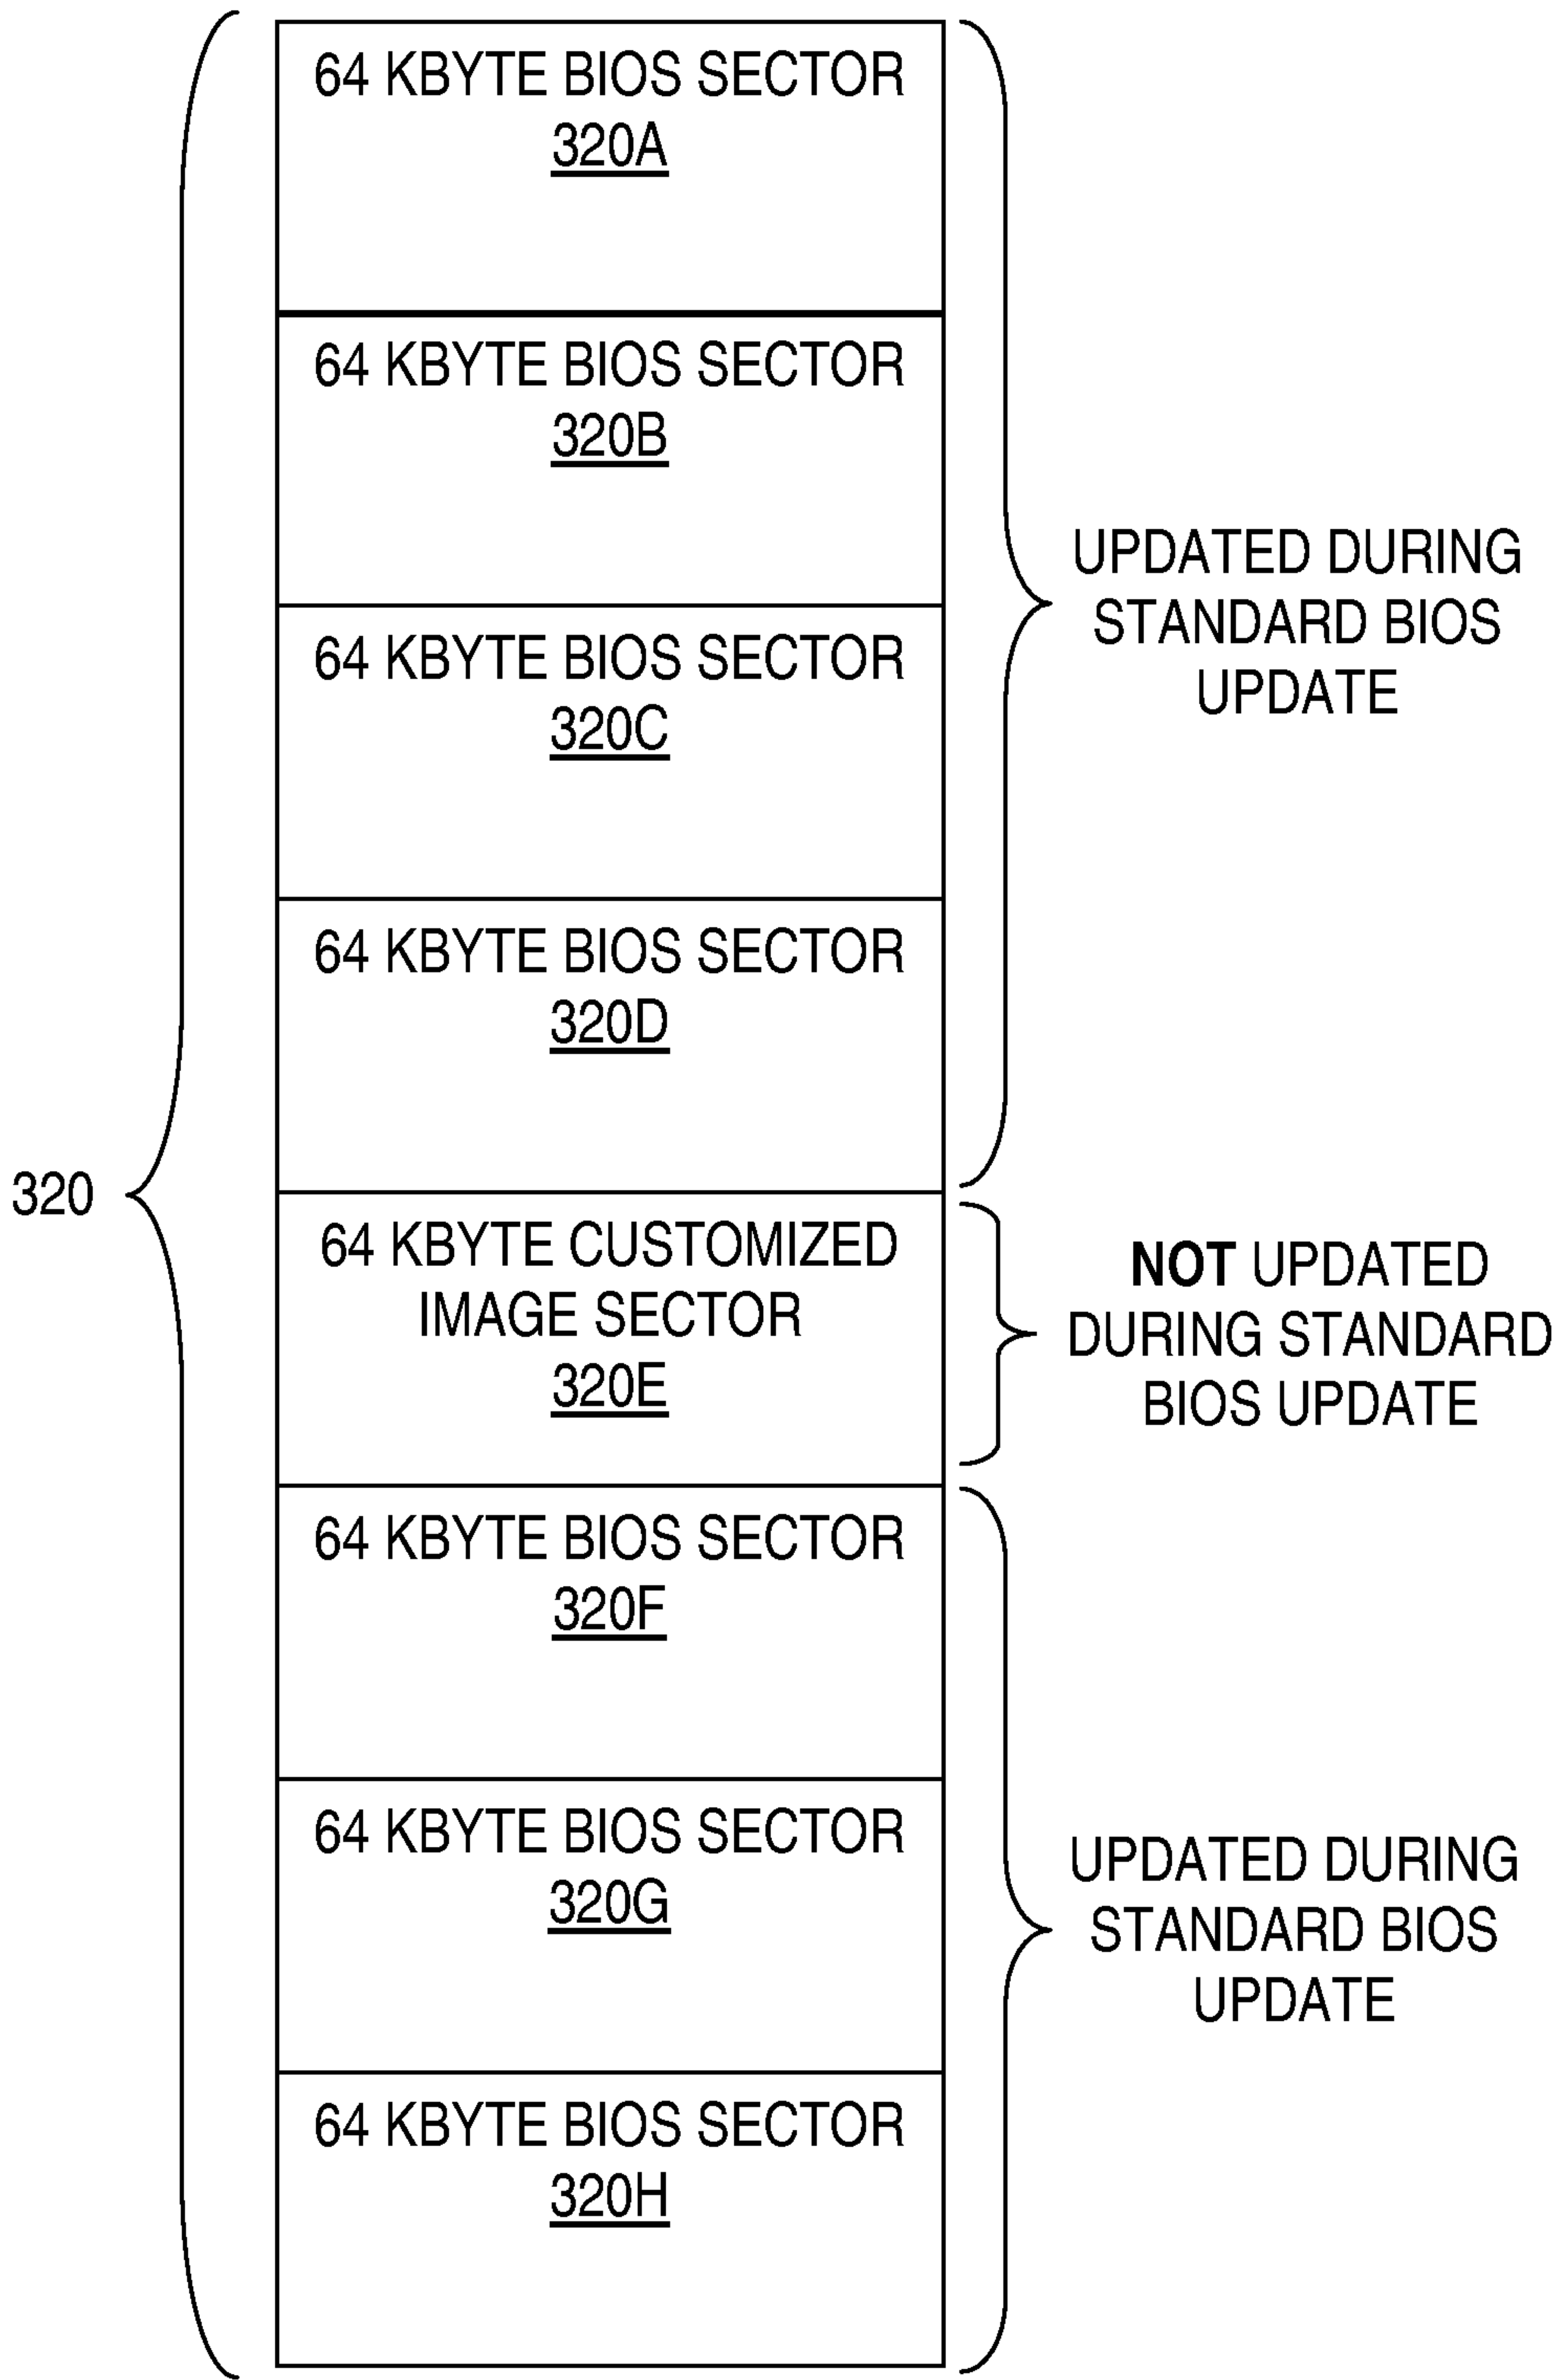 64 KBYTE BIOS SECTOR
320A
64 KBYTE BIOS SECTOR
320B
64 KBYTE BIOS SECTOR
320C
64 KBYTE BIOS SECTOR
320D
UPDATED DURING
STANDARD BIOS
UPDATE
320
64 KBYTE CUSTOMIZED
IMAGE SECTOR
320E
NOT UPDATED
DURING STANDARD
BIOS UPDATE
64 KBYTE BIOS SECTOR
320F
64 KBYTE BIOS SECTOR
320G
64 KBYTE BIOS SECTOR
320H
UPDATED DURING
STANDARD BIOS
UPDATE